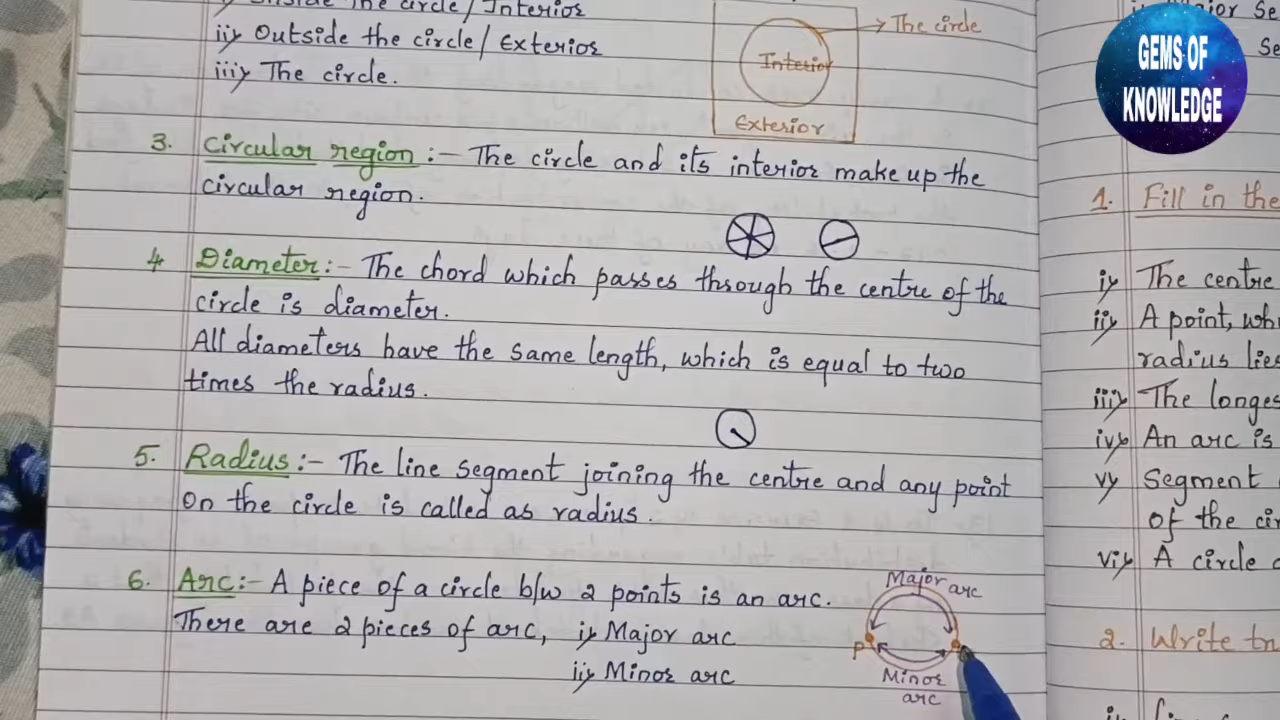 Inside the circle/Interior
ii) Outside the circle/Exterior
iii) The circle.
The circle
Interior
Exterior
3. Circular region :- The circle and its interior make up the
circular region.
4. Diameter:- The chord which passes through the centre of the
circle is diameter.
All diameters have the same length, which is equal to two
times the radius.
5. Radius:- The line segment joining the centre and any point
on the circle is called as radius.
6. Arc:- A piece of a circle b/w 2 points is an arc.
There are 2 pieces of arc, i) Major arc
ii) Minor arc
Major arc
P
Minor
arc
GEMS OF
KNOWLEDGE
1. Fill in the
i) The centre
ii) A point,
radius lies
iii) The
iv) An arc is
v) Segment
of the
vi) A circle
2. Write